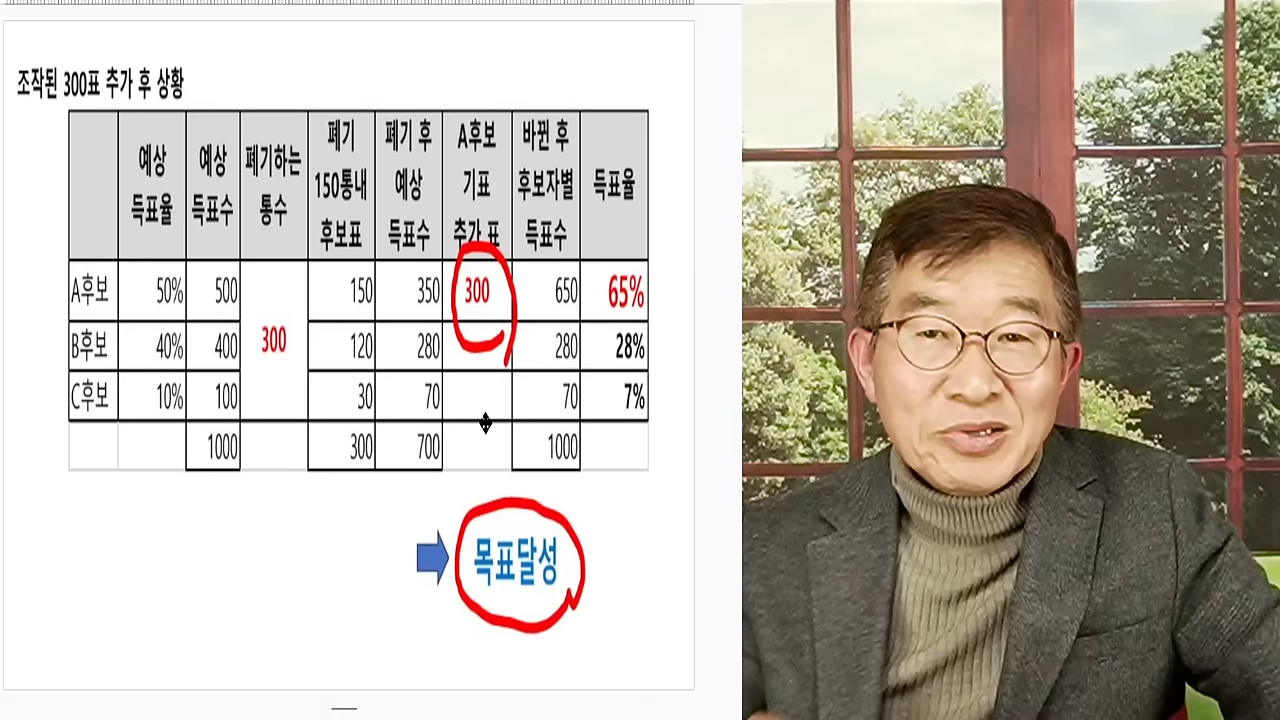 조작된 300표 추가 후 상황
예상 득표율 예상 득표수 폐기하는 통수 폐기 150통내 후보표 폐기 후 예상 득표수 A후보 기표 추가 표 바뀐 후 후보자별 득표수 득표율
A후보 50% 500 150 350 300 650 65%
300
B후보 40% 400 120 280 280 28%
C후보 10% 100 30 70 70 7%
1000 300 700 1000
목표달성